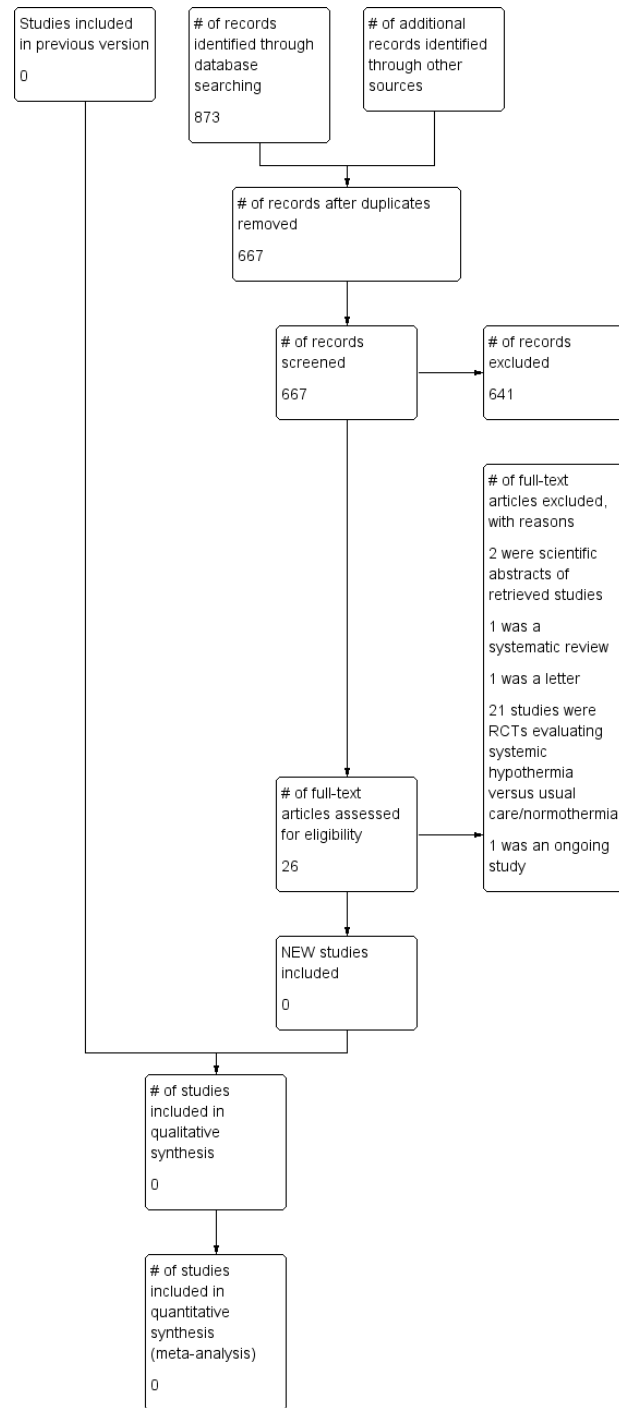 Studies included
in previous version
0
# of records
identified through
database
searching
873
# of additional
records identified
through other
sources
# of records after duplicates
removed
667
# of records
screened
667
# of records
excluded
641
# of full-text
articles excluded,
with reasons
2 were scientific
abstracts of
retrieved studies
1 was a
systematic review
1 was a letter
21 studies were
RCTs evaluating
systemic
hypothermia
versus usual
care/normothermia
1 was an ongoing
study
# of full-text
articles assessed
for eligibility
26
NEW studies
included
0
# of studies
included in
qualitative
synthesis
0
# of studies
included in
quantitative
synthesis
(meta-analysis)
0